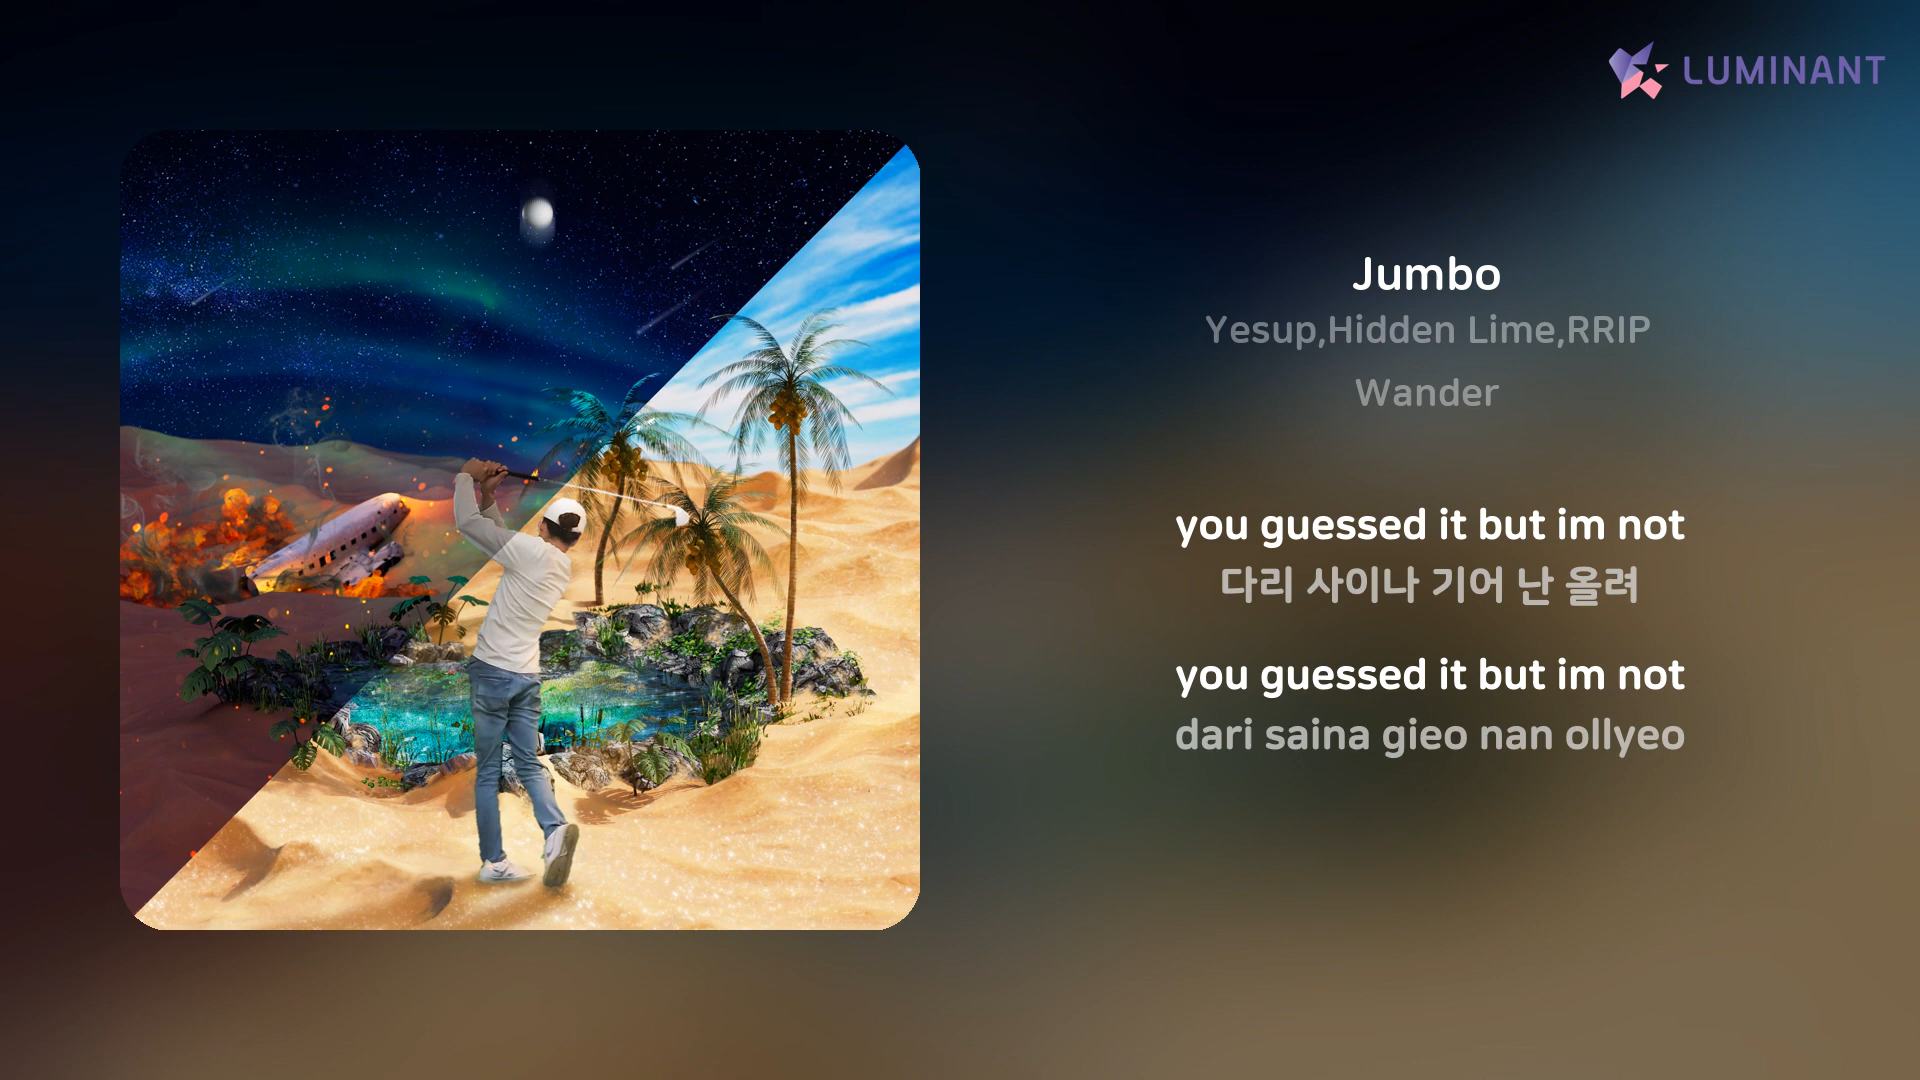 LUMINANT
Jumbo
Yesup,Hidden Lime,RRIP
Wander
you guessed it but im not
다리 사이나 기어 난 올려
you guessed it but im not
dari saina gieo nan ollyeo